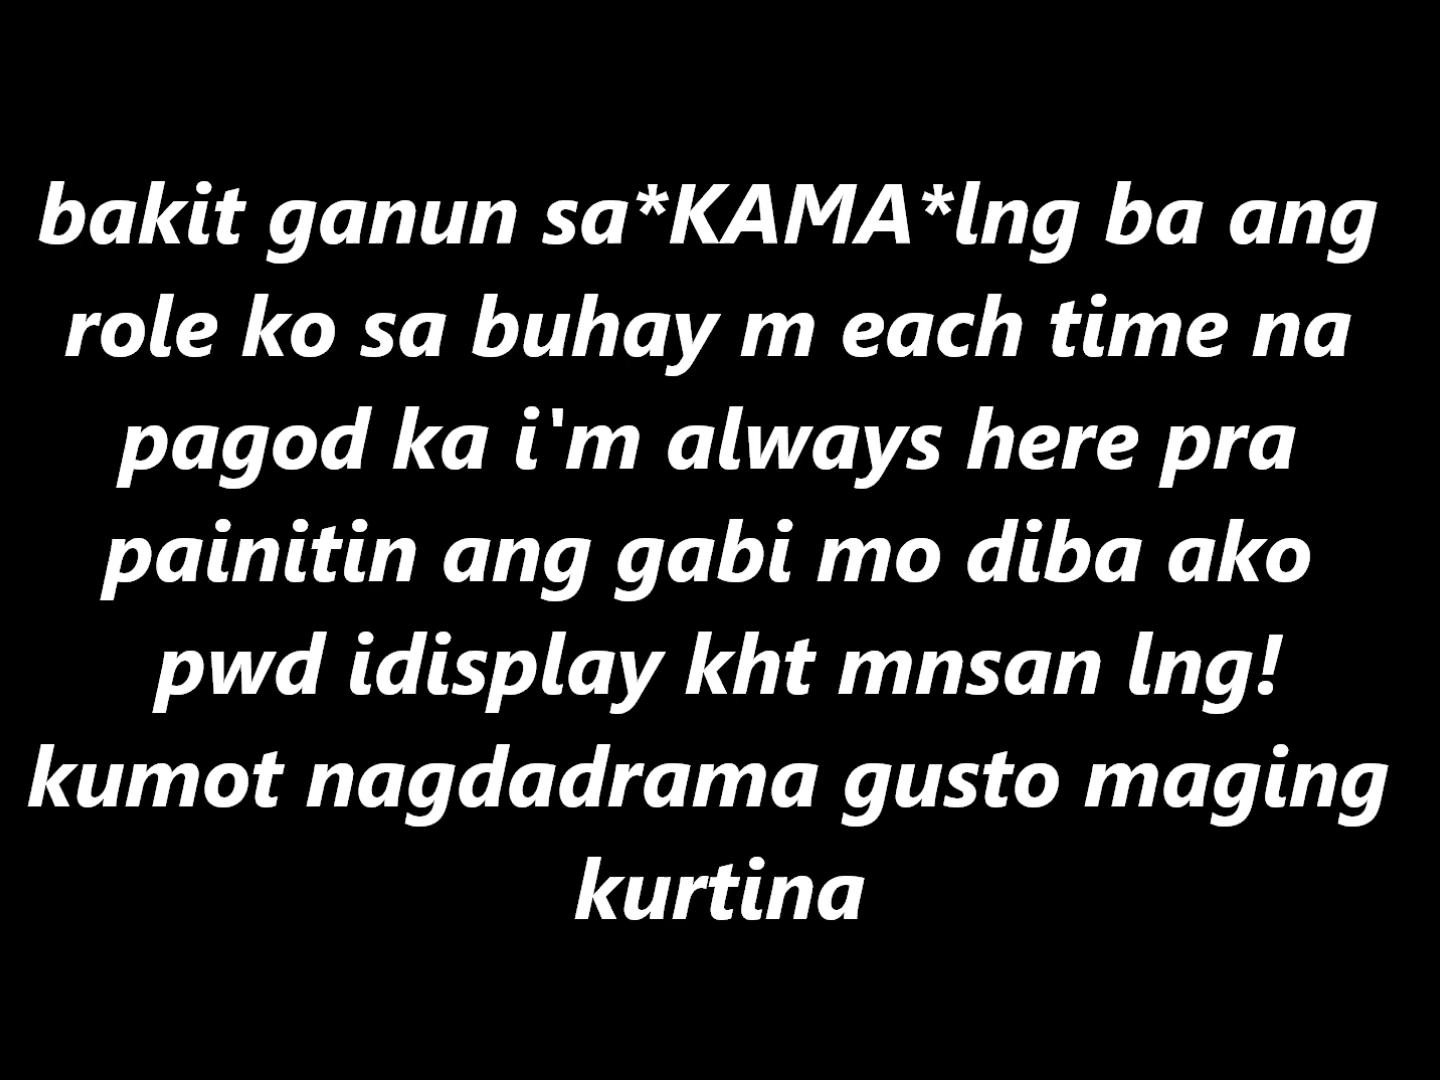 bakit ganun sa*KAMA*lng ba ang
role ko sa buhay m each time na
pagod ka i'm always here pra
painitin ang gabi mo diba ako
pwd idisplay kht mnsan lng!
kumot nagdadrama gusto maging
kurtina